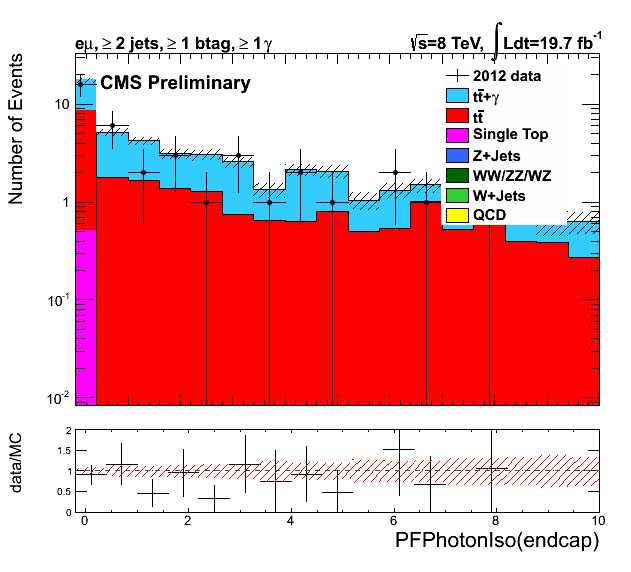 eμ, ≥ 2 jets, ≥ 1 btag, ≥ 1 γ
√s=8 TeV, ∫ Ldt=19.7 fb⁻¹
CMS Preliminary
Number of Events
10
1
10⁻¹
10⁻²
2012 data
tt̄+γ
tt̄
Single Top
Z+Jets
WW/ZZ/WZ
W+Jets
QCD
data/MC
2
1.5
1
0.5
0
0 2 4 6 8 10
PFPhotonIso(endcap)